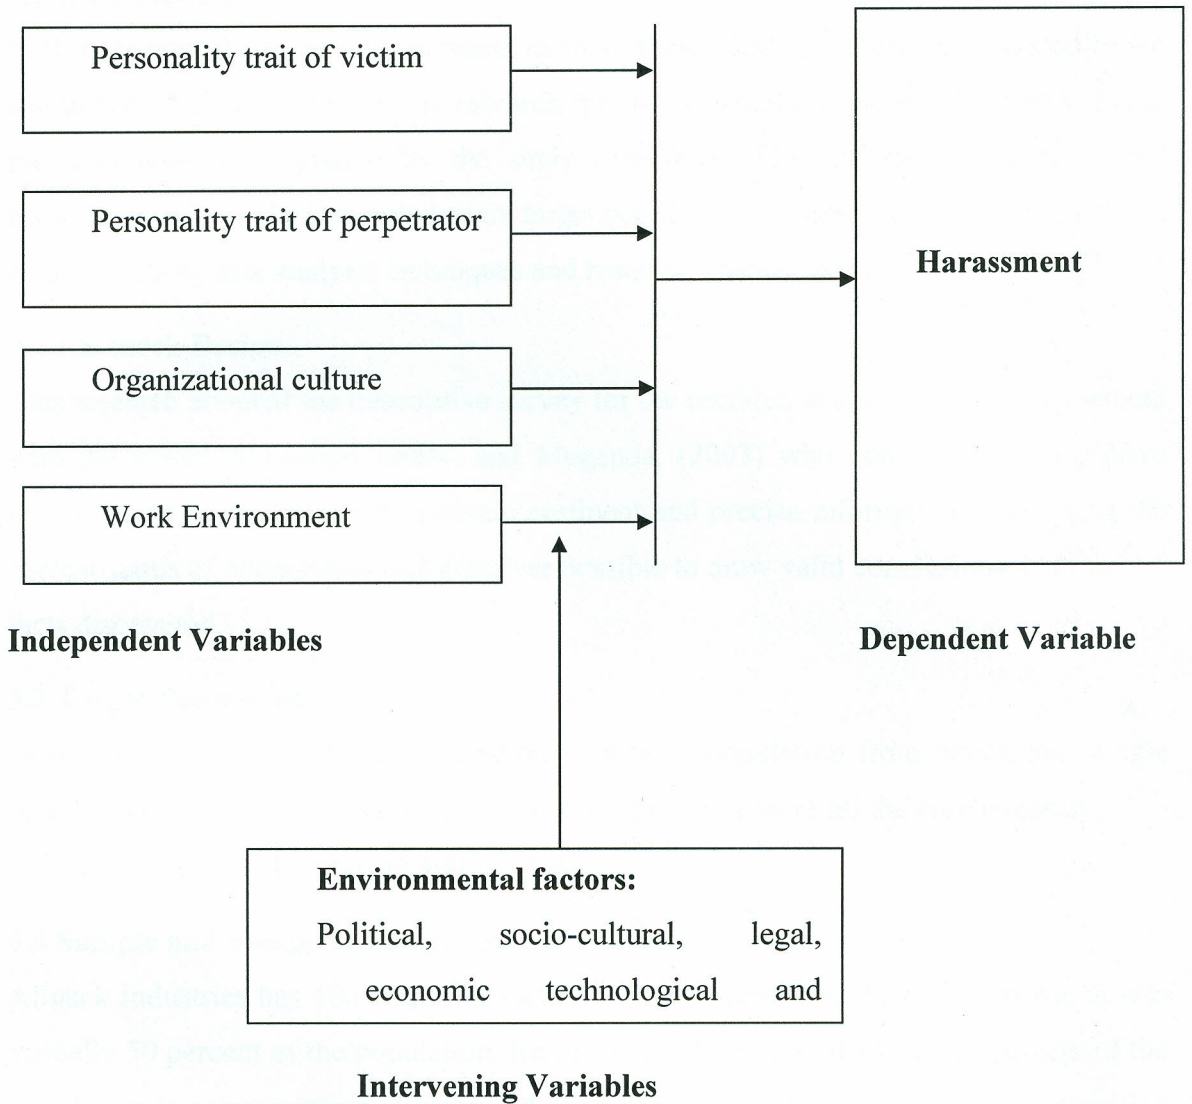 Personality trait of victim
Personality trait of perpetrator
Harassment
Organizational culture
Work Environment
Independent Variables
Dependent Variable
Environmental factors:
Political, socio-cultural, legal,
economic technological and
Intervening Variables